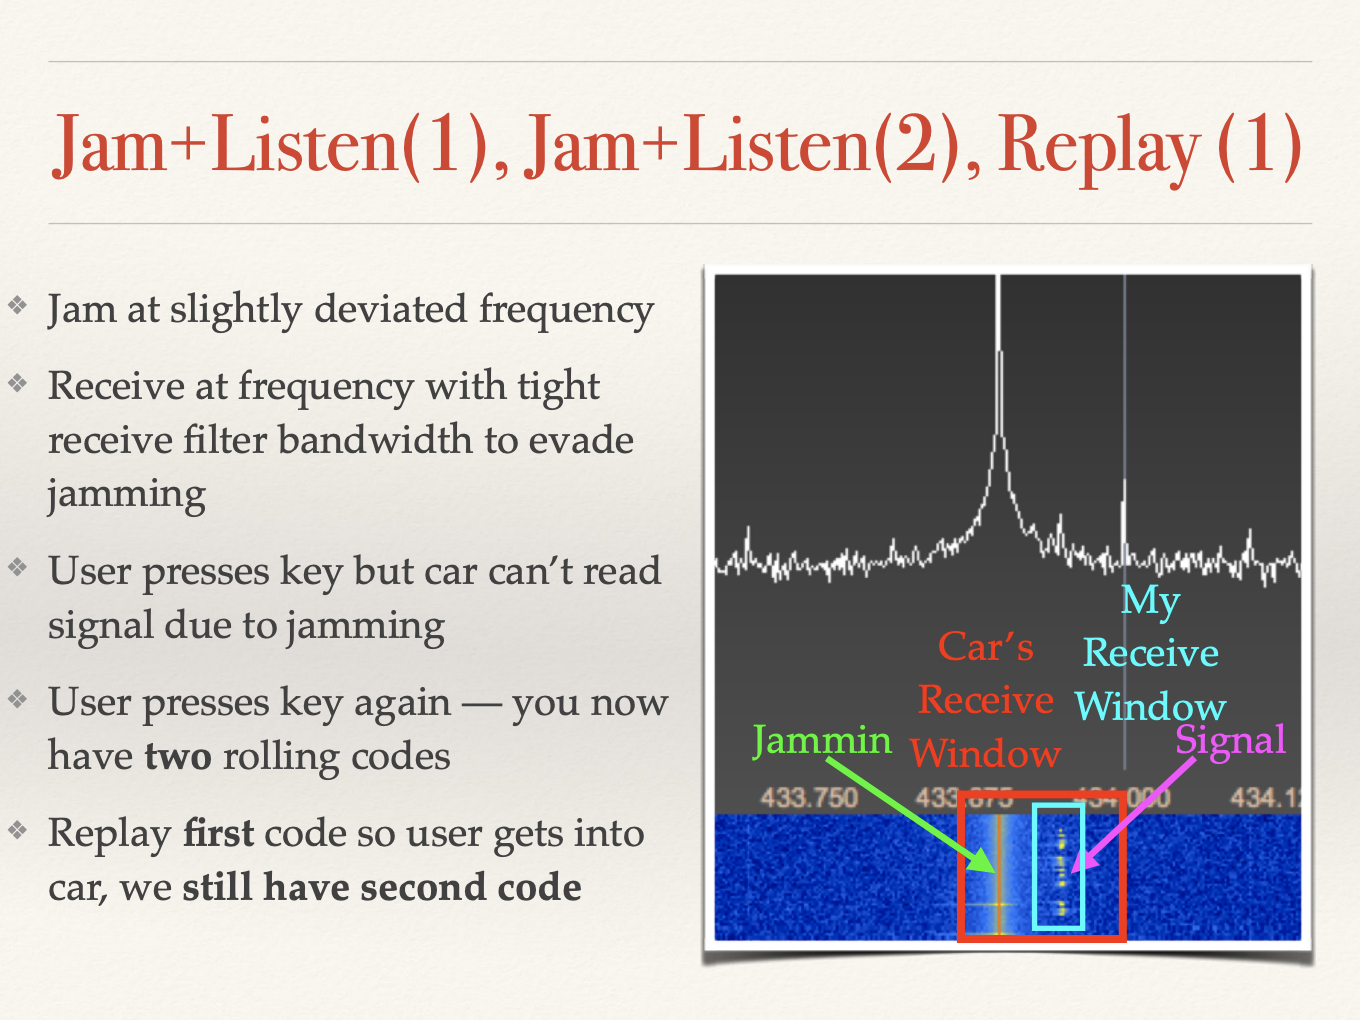 Jam+Listen(1), Jam+Listen(2), Replay (1)
❖ Jam at slightly deviated frequency
❖ Receive at frequency with tight
receive filter bandwidth to evade
jamming
❖ User presses key but car can’t read
signal due to jamming
❖ User presses key again — you now
have two rolling codes
❖ Replay first code so user gets into
car, we still have second code
My
Receive
Window
Car’s
Receive
Window
Jammin
Signal
433.750 433.875 434.000 434.12